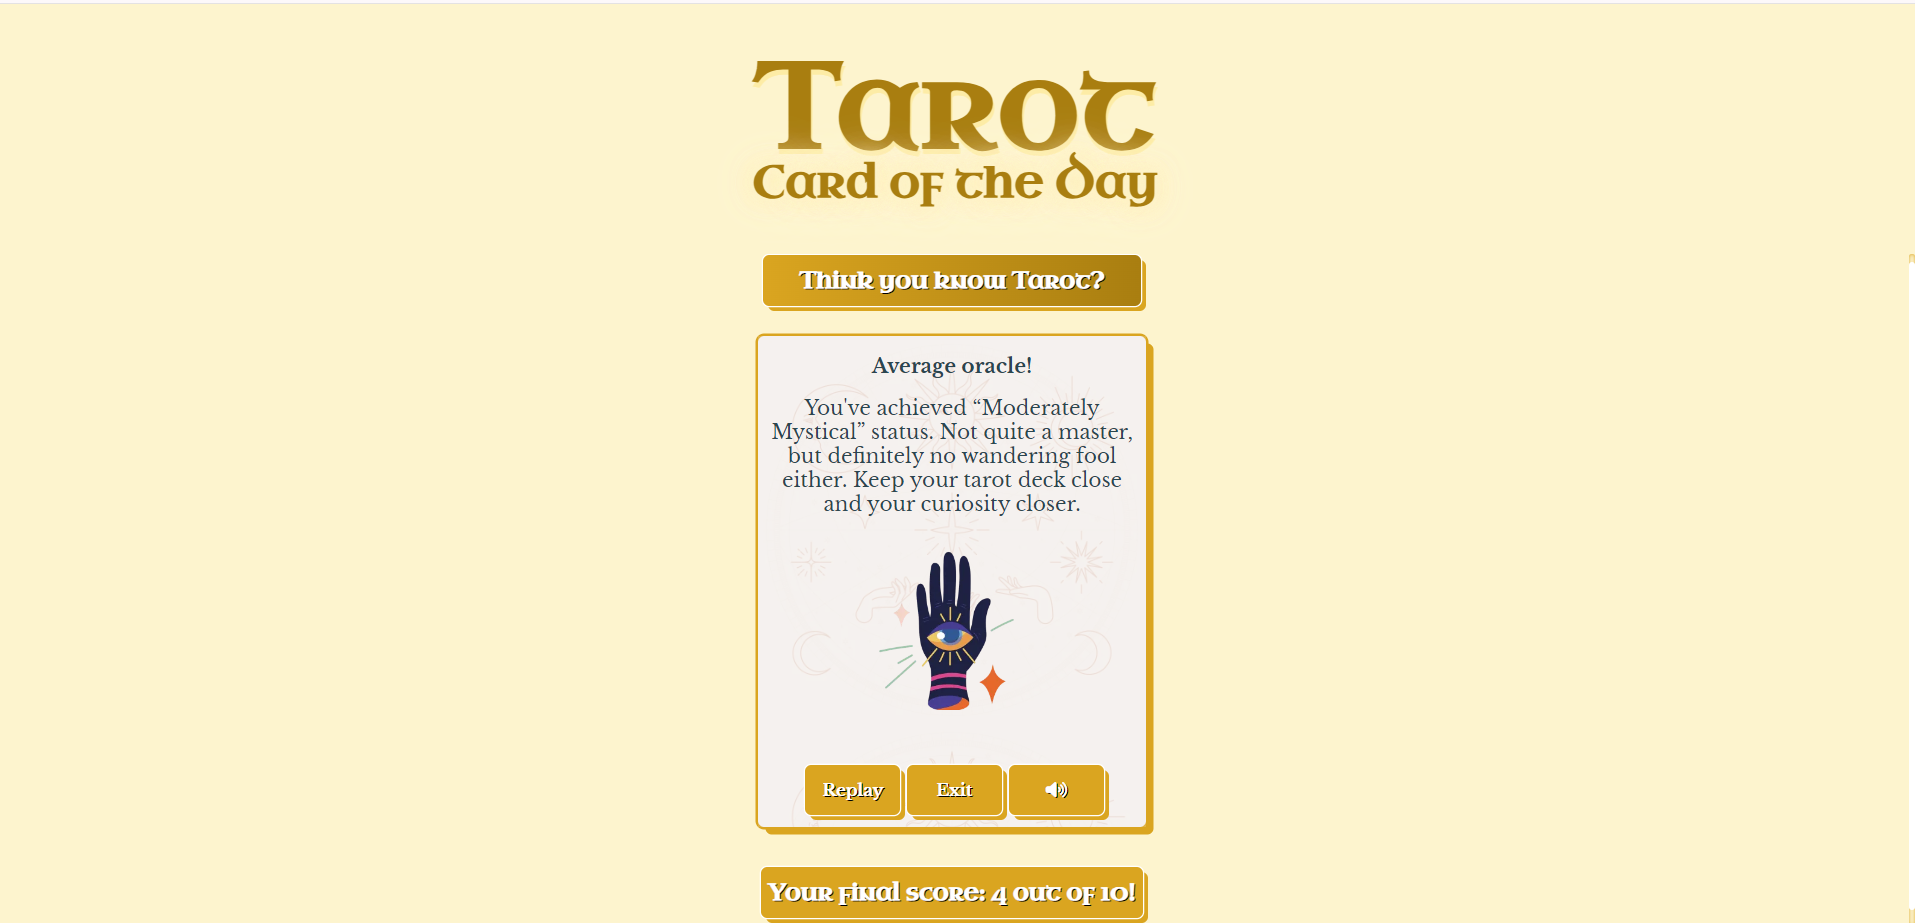 Tarot
Card of the Day
Think you know Tarot?
Average oracle!
You've achieved “Moderately
Mystical” status. Not quite a master,
but definitely no wandering fool
either. Keep your tarot deck close
and your curiosity closer.
Replay Exit
Your final score: 4 out of 10!